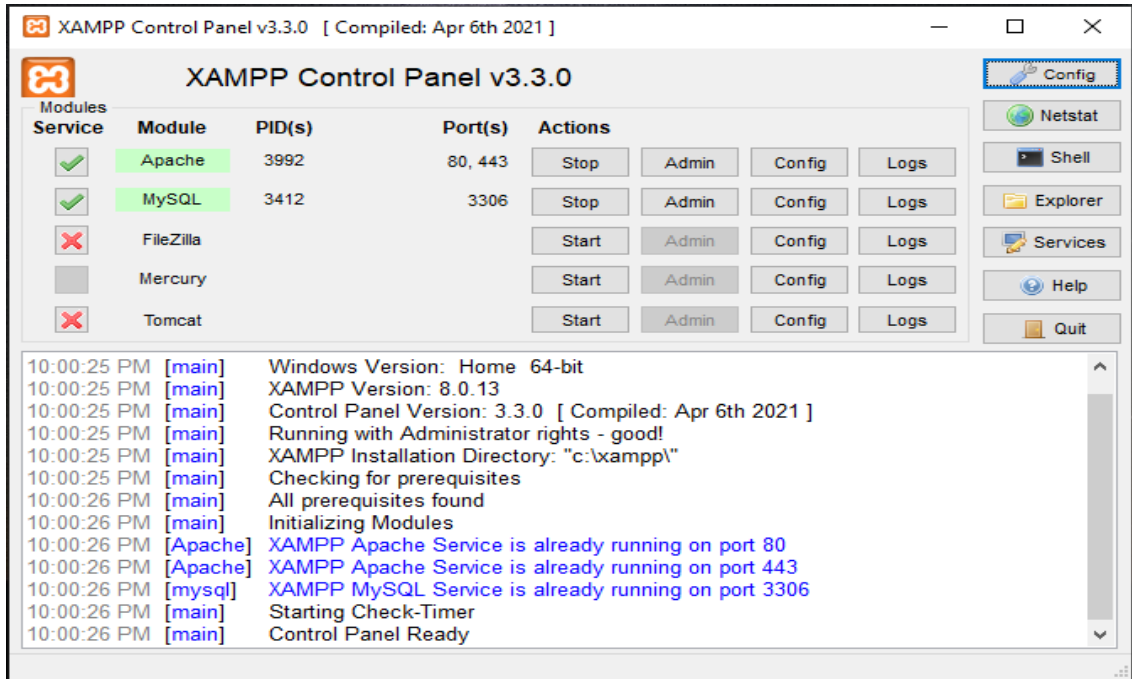 XAMPP Control Panel v3.3.0 [ Compiled: Apr 6th 2021 ]
XAMPP Control Panel v3.3.0
Config
Modules
Service Module PID(s) Port(s) Actions
Netstat
Apache 3992 80, 443 Stop Admin Config Logs
Shell
MySQL 3412 3306 Stop Admin Config Logs
Explorer
FileZilla Start Admin Config Logs
Services
Mercury Start Admin Config Logs
Help
Tomcat Start Admin Config Logs
Quit
10:00:25 PM [main] Windows Version: Home 64-bit
10:00:25 PM [main] XAMPP Version: 8.0.13
10:00:25 PM [main] Control Panel Version: 3.3.0 [ Compiled: Apr 6th 2021 ]
10:00:25 PM [main] Running with Administrator rights - good!
10:00:25 PM [main] XAMPP Installation Directory: "c:\xampp\"
10:00:25 PM [main] Checking for prerequisites
10:00:26 PM [main] All prerequisites found
10:00:26 PM [main] Initializing Modules
10:00:26 PM [Apache] XAMPP Apache Service is already running on port 80
10:00:26 PM [Apache] XAMPP Apache Service is already running on port 443
10:00:26 PM [mysql] XAMPP MySQL Service is already running on port 3306
10:00:26 PM [main] Starting Check-Timer
10:00:26 PM [main] Control Panel Ready